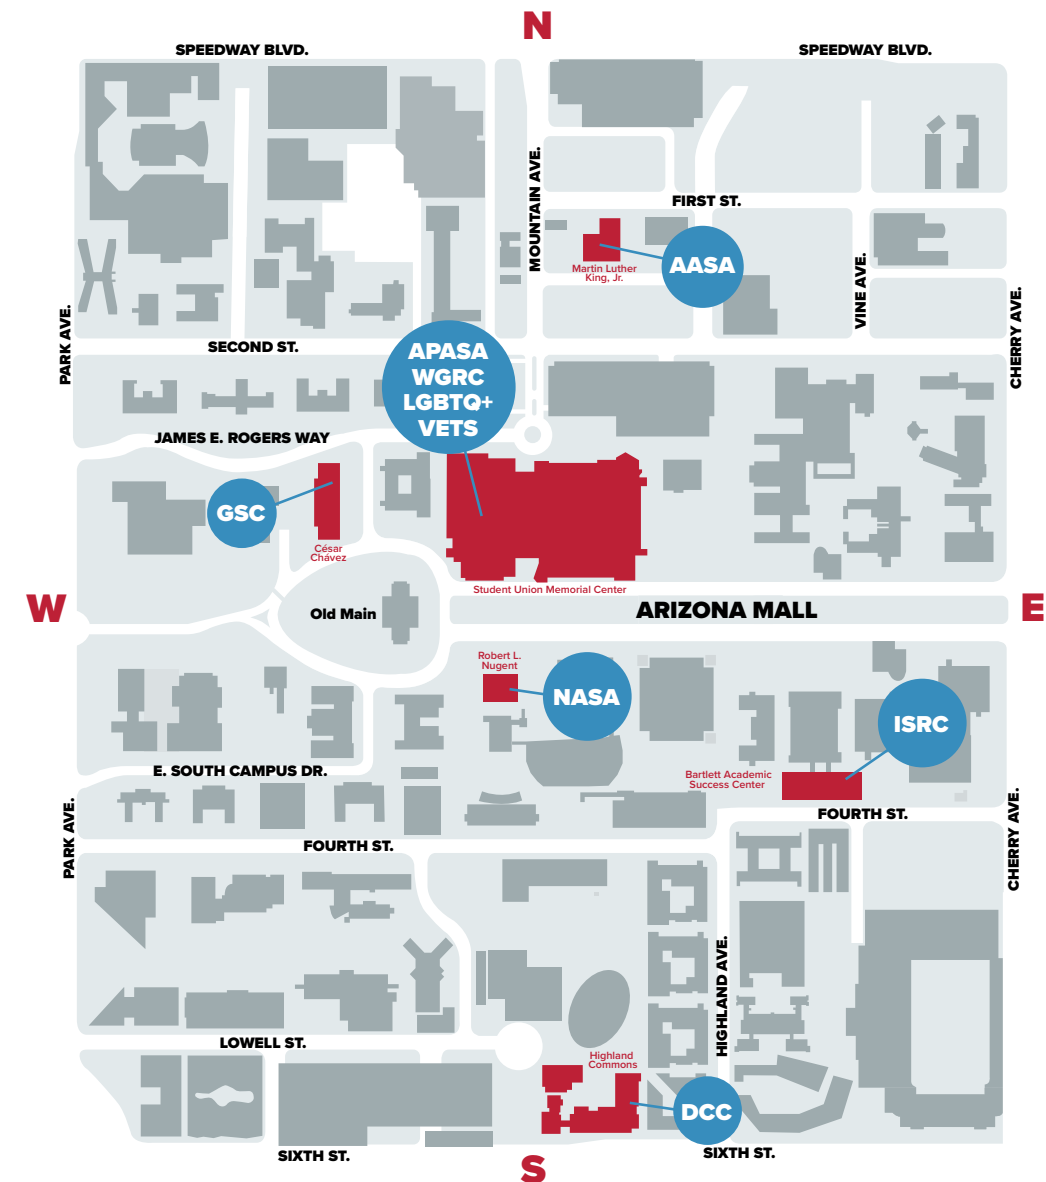 N
SPEEDWAY BLVD.
SPEEDWAY BLVD.
MOUNTAIN AVE.
FIRST ST.
AASA
Martin Luther
King, Jr.
VINE AVE.
CHERRY AVE.
PARK AVE.
SECOND ST.
APASA
WGRC
LGBTQ+
VETS
JAMES E. ROGERS WAY
GSC
César
Chávez
Student Union Memorial Center
W
Old Main
ARIZONA MALL
E
Robert L.
Nugent
NASA
ISRC
Bartlett Academic
Success Center
E. SOUTH CAMPUS DR.
PARK AVE.
FOURTH ST.
FOURTH ST.
CHERRY AVE.
HIGHLAND AVE.
LOWELL ST.
Highland
Commons
DCC
SIXTH ST.
SIXTH ST.
S